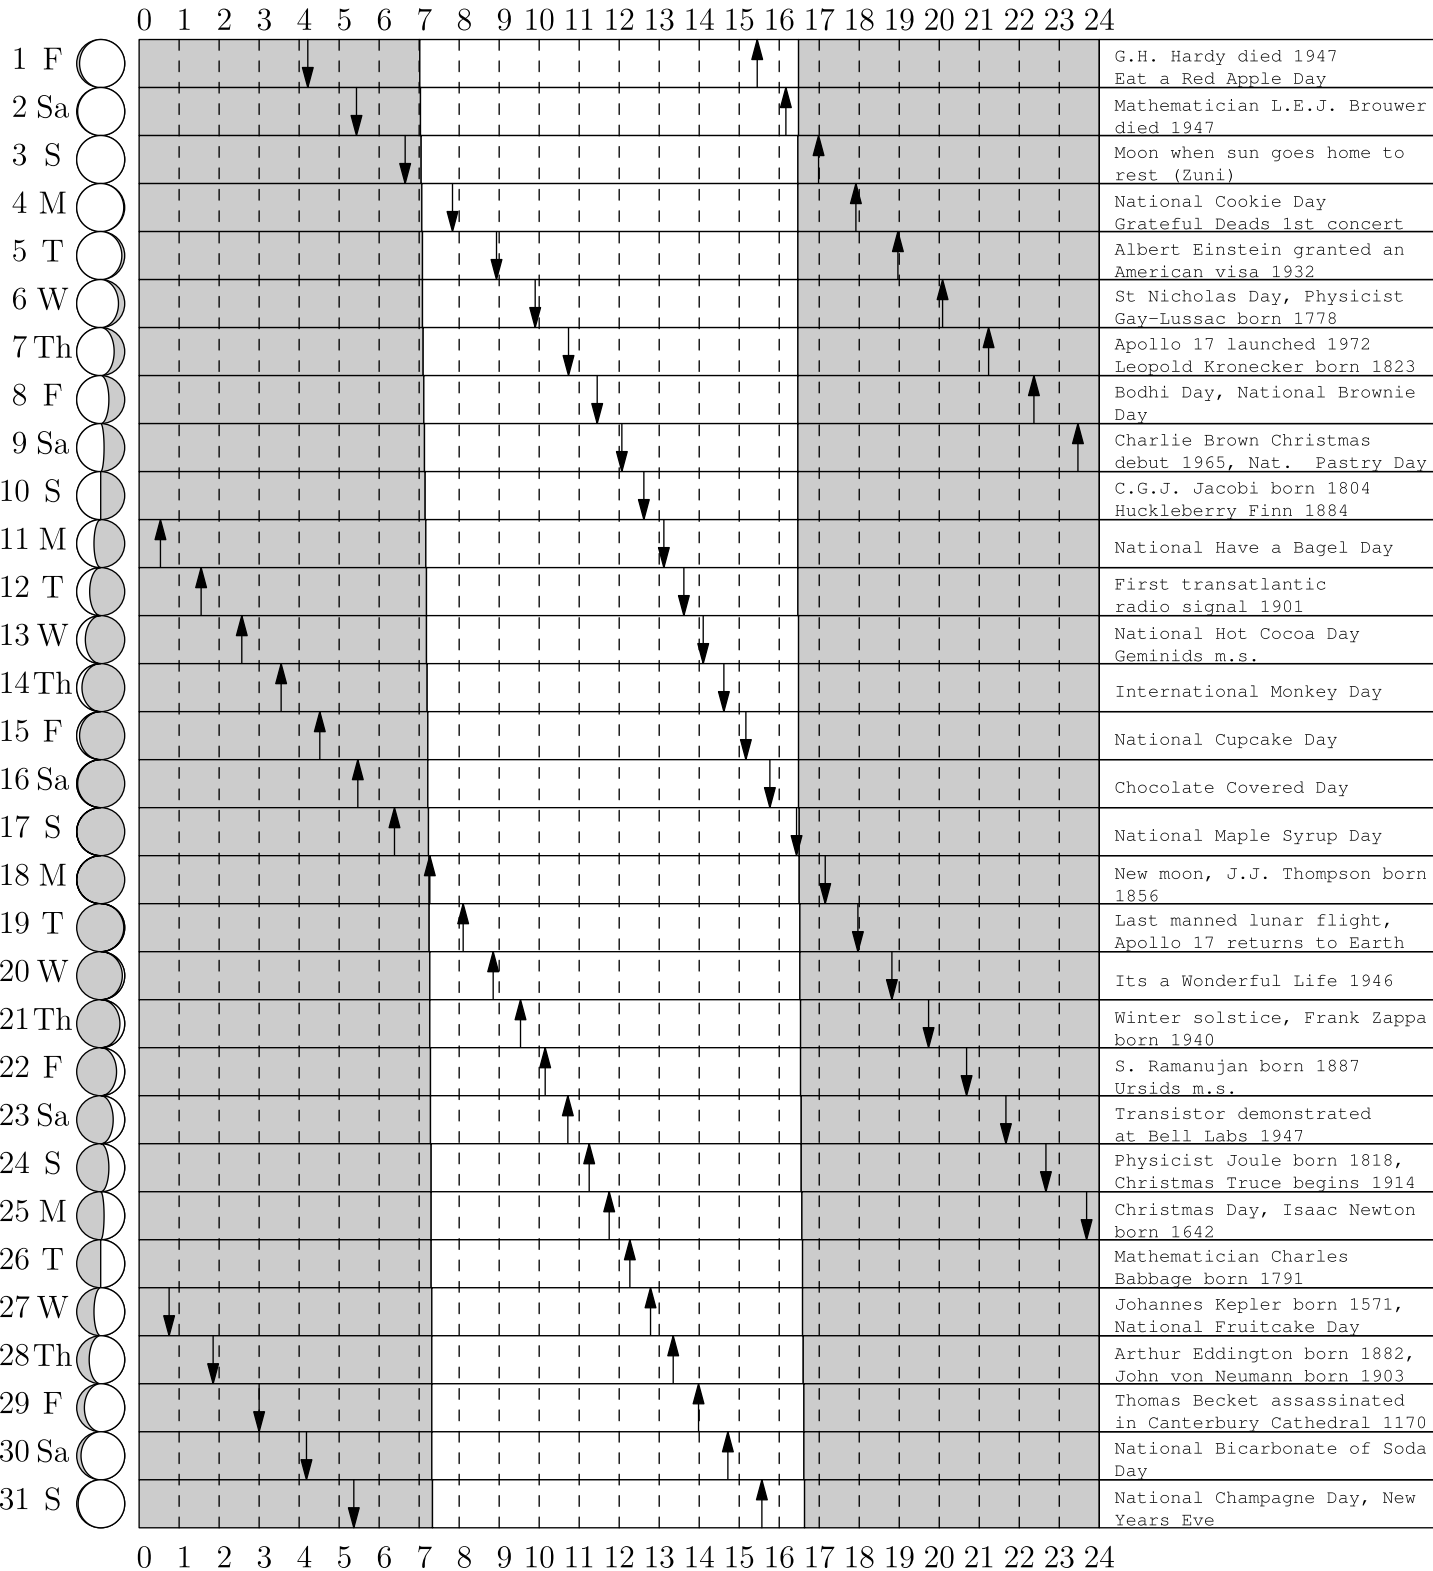 0 1 2 3 4 5 6 7 8 9 10 11 12 13 14 15 16 17 18 19 20 21 22 23 24
1 F G.H. Hardy died 1947
Eat a Red Apple Day
2 Sa Mathematician L.E.J. Brouwer
died 1947
3 S Moon when sun goes home to
rest (Zuni)
4 M National Cookie Day
Grateful Deads 1st concert
5 T Albert Einstein granted an
American visa 1932
6 W St Nicholas Day, Physicist
Gay-Lussac born 1778
7 Th Apollo 17 launched 1972
Leopold Kronecker born 1823
8 F Bodhi Day, National Brownie
Day
9 Sa Charlie Brown Christmas
debut 1965, Nat. Pastry Day
10 S C.G.J. Jacobi born 1804
Huckleberry Finn 1884
11 M National Have a Bagel Day
12 T First transatlantic
radio signal 1901
13 W National Hot Cocoa Day
Geminids m.s.
14 Th International Monkey Day
15 F National Cupcake Day
16 Sa Chocolate Covered Day
17 S National Maple Syrup Day
18 M New moon, J.J. Thompson born
1856
19 T Last manned lunar flight,
Apollo 17 returns to Earth
20 W Its a Wonderful Life 1946
21 Th Winter solstice, Frank Zappa
born 1940
22 F S. Ramanujan born 1887
Ursids m.s.
23 Sa Transistor demonstrated
at Bell Labs 1947
24 S Physicist Joule born 1818,
Christmas Truce begins 1914
25 M Christmas Day, Isaac Newton
born 1642
26 T Mathematician Charles
Babbage born 1791
27 W Johannes Kepler born 1571,
National Fruitcake Day
28 Th Arthur Eddington born 1882,
John von Neumann born 1903
29 F Thomas Becket assassinated
in Canterbury Cathedral 1170
30 Sa National Bicarbonate of Soda
Day
31 S National Champagne Day, New
Years Eve
0 1 2 3 4 5 6 7 8 9 10 11 12 13 14 15 16 17 18 19 20 21 22 23 24